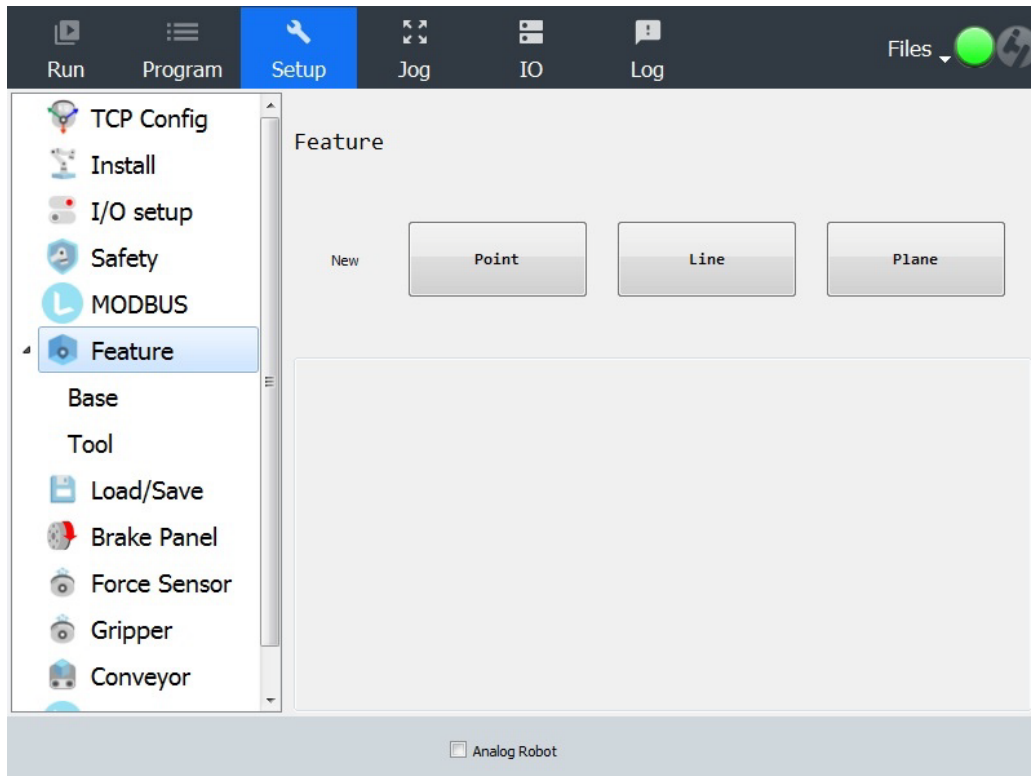 Run Program Setup Jog IO Log Files
TCP Config
Install
I/O setup
Safety
MODBUS
Feature
Base
Tool
Load/Save
Brake Panel
Force Sensor
Gripper
Conveyor
Feature
New Point Line Plane
Analog Robot